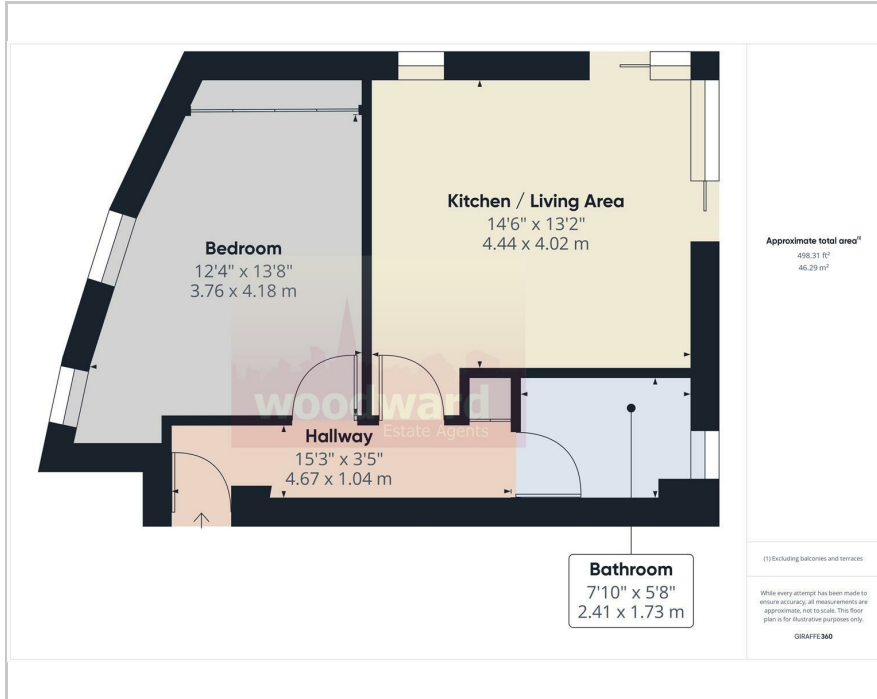 Kitchen / Living Area
14'6" x 13'2"
4.44 x 4.02 m
Bedroom
12'4" x 13'8"
3.76 x 4.18 m
woodward
Estate Agents
Hallway
15'3" x 3'5"
4.67 x 1.04 m
Bathroom
7'10" x 5'8"
2.41 x 1.73 m
Approximate total area(1)
498.31 ft²
46.29 m²
(1) Excluding balconies and terraces
While every attempt has been made to
ensure accuracy, all measurements are
approximate, not to scale. This floor
plan is for illustrative purposes only.
GIRAFFE360